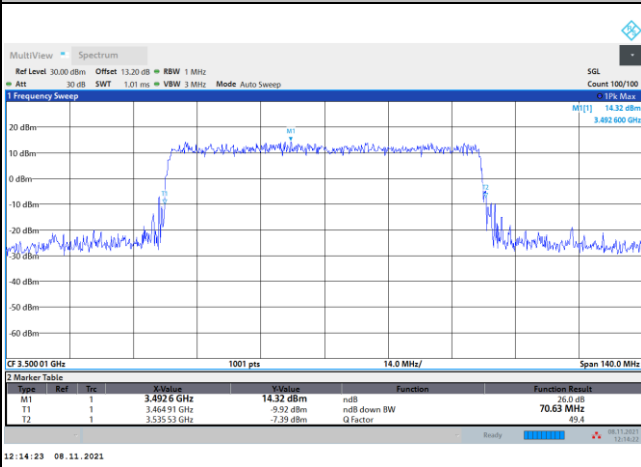 MultiView Spectrum
Ref Level 30.00 dBm Offset 13.20 dB RBW 1 MHz SGL
Att 30 dB SWT 1.01 ms VBW 3 MHz Mode Auto Sweep Count 100/100
1 Frequency Sweep 1Pk Max
M1[1] 14.32 dBm
3.492 600 GHz
20 dBm
M1
10 dBm
0 dBm
T1
T2
-10 dBm
-20 dBm
-30 dBm
-40 dBm
-50 dBm
-60 dBm
CF 3.500 01 GHz 1001 pts 14.0 MHz/ Span 140.0 MHz
2 Marker Table
Type Ref Trc X-Value Y-Value Function Function Result
M1 1 3.492 6 GHz 14.32 dBm ndB 26.0 dB
T1 1 3.464 91 GHz -9.92 dBm ndB down BW 70.63 MHz
T2 1 3.535 53 GHz -7.39 dBm Q Factor 49.4
Ready 08.11.2021
12:14:22
12:14:23 08.11.2021